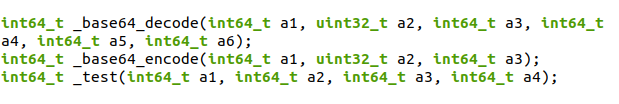 int64_t _base64_decode(int64_t a1, uint32_t a2, int64_t a3, int64_t
a4, int64_t a5, int64_t a6);
int64_t _base64_encode(int64_t a1, uint32_t a2, int64_t a3);
int64_t _test(int64_t a1, int64_t a2, int64_t a3, int64_t a4);